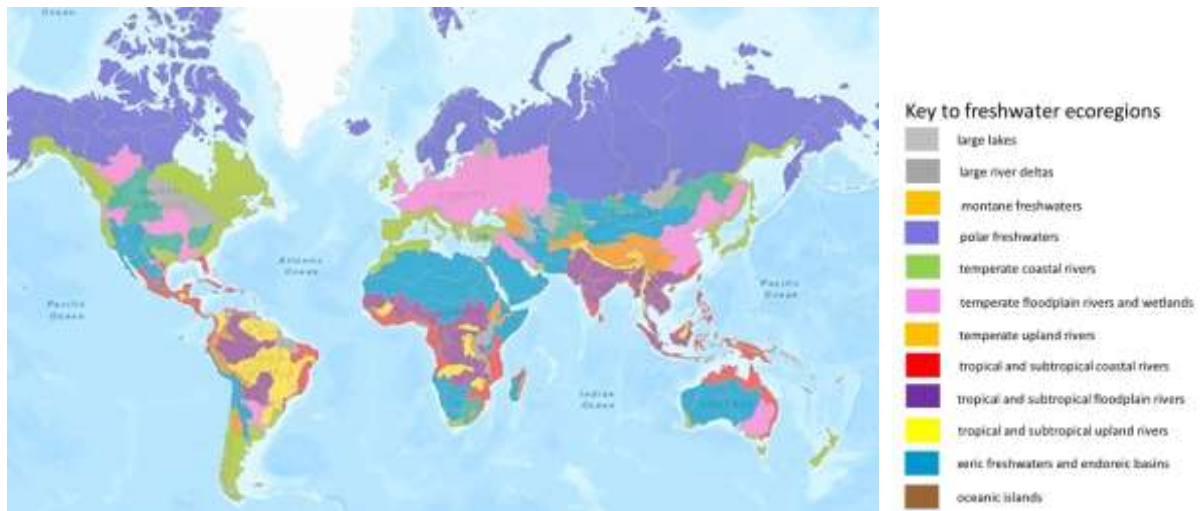 Ocean
Atlantic
Ocean
Pacific
Ocean
Pacific
Ocean
Indian
Ocean
Key to freshwater ecoregions
large lakes
large river deltas
montane freshwaters
polar freshwaters
temperate coastal rivers
temperate floodplain rivers and wetlands
temperate upland rivers
tropical and subtropical coastal rivers
tropical and subtropical floodplain rivers
tropical and subtropical upland rivers
xeric freshwaters and endoreic basins
oceanic islands